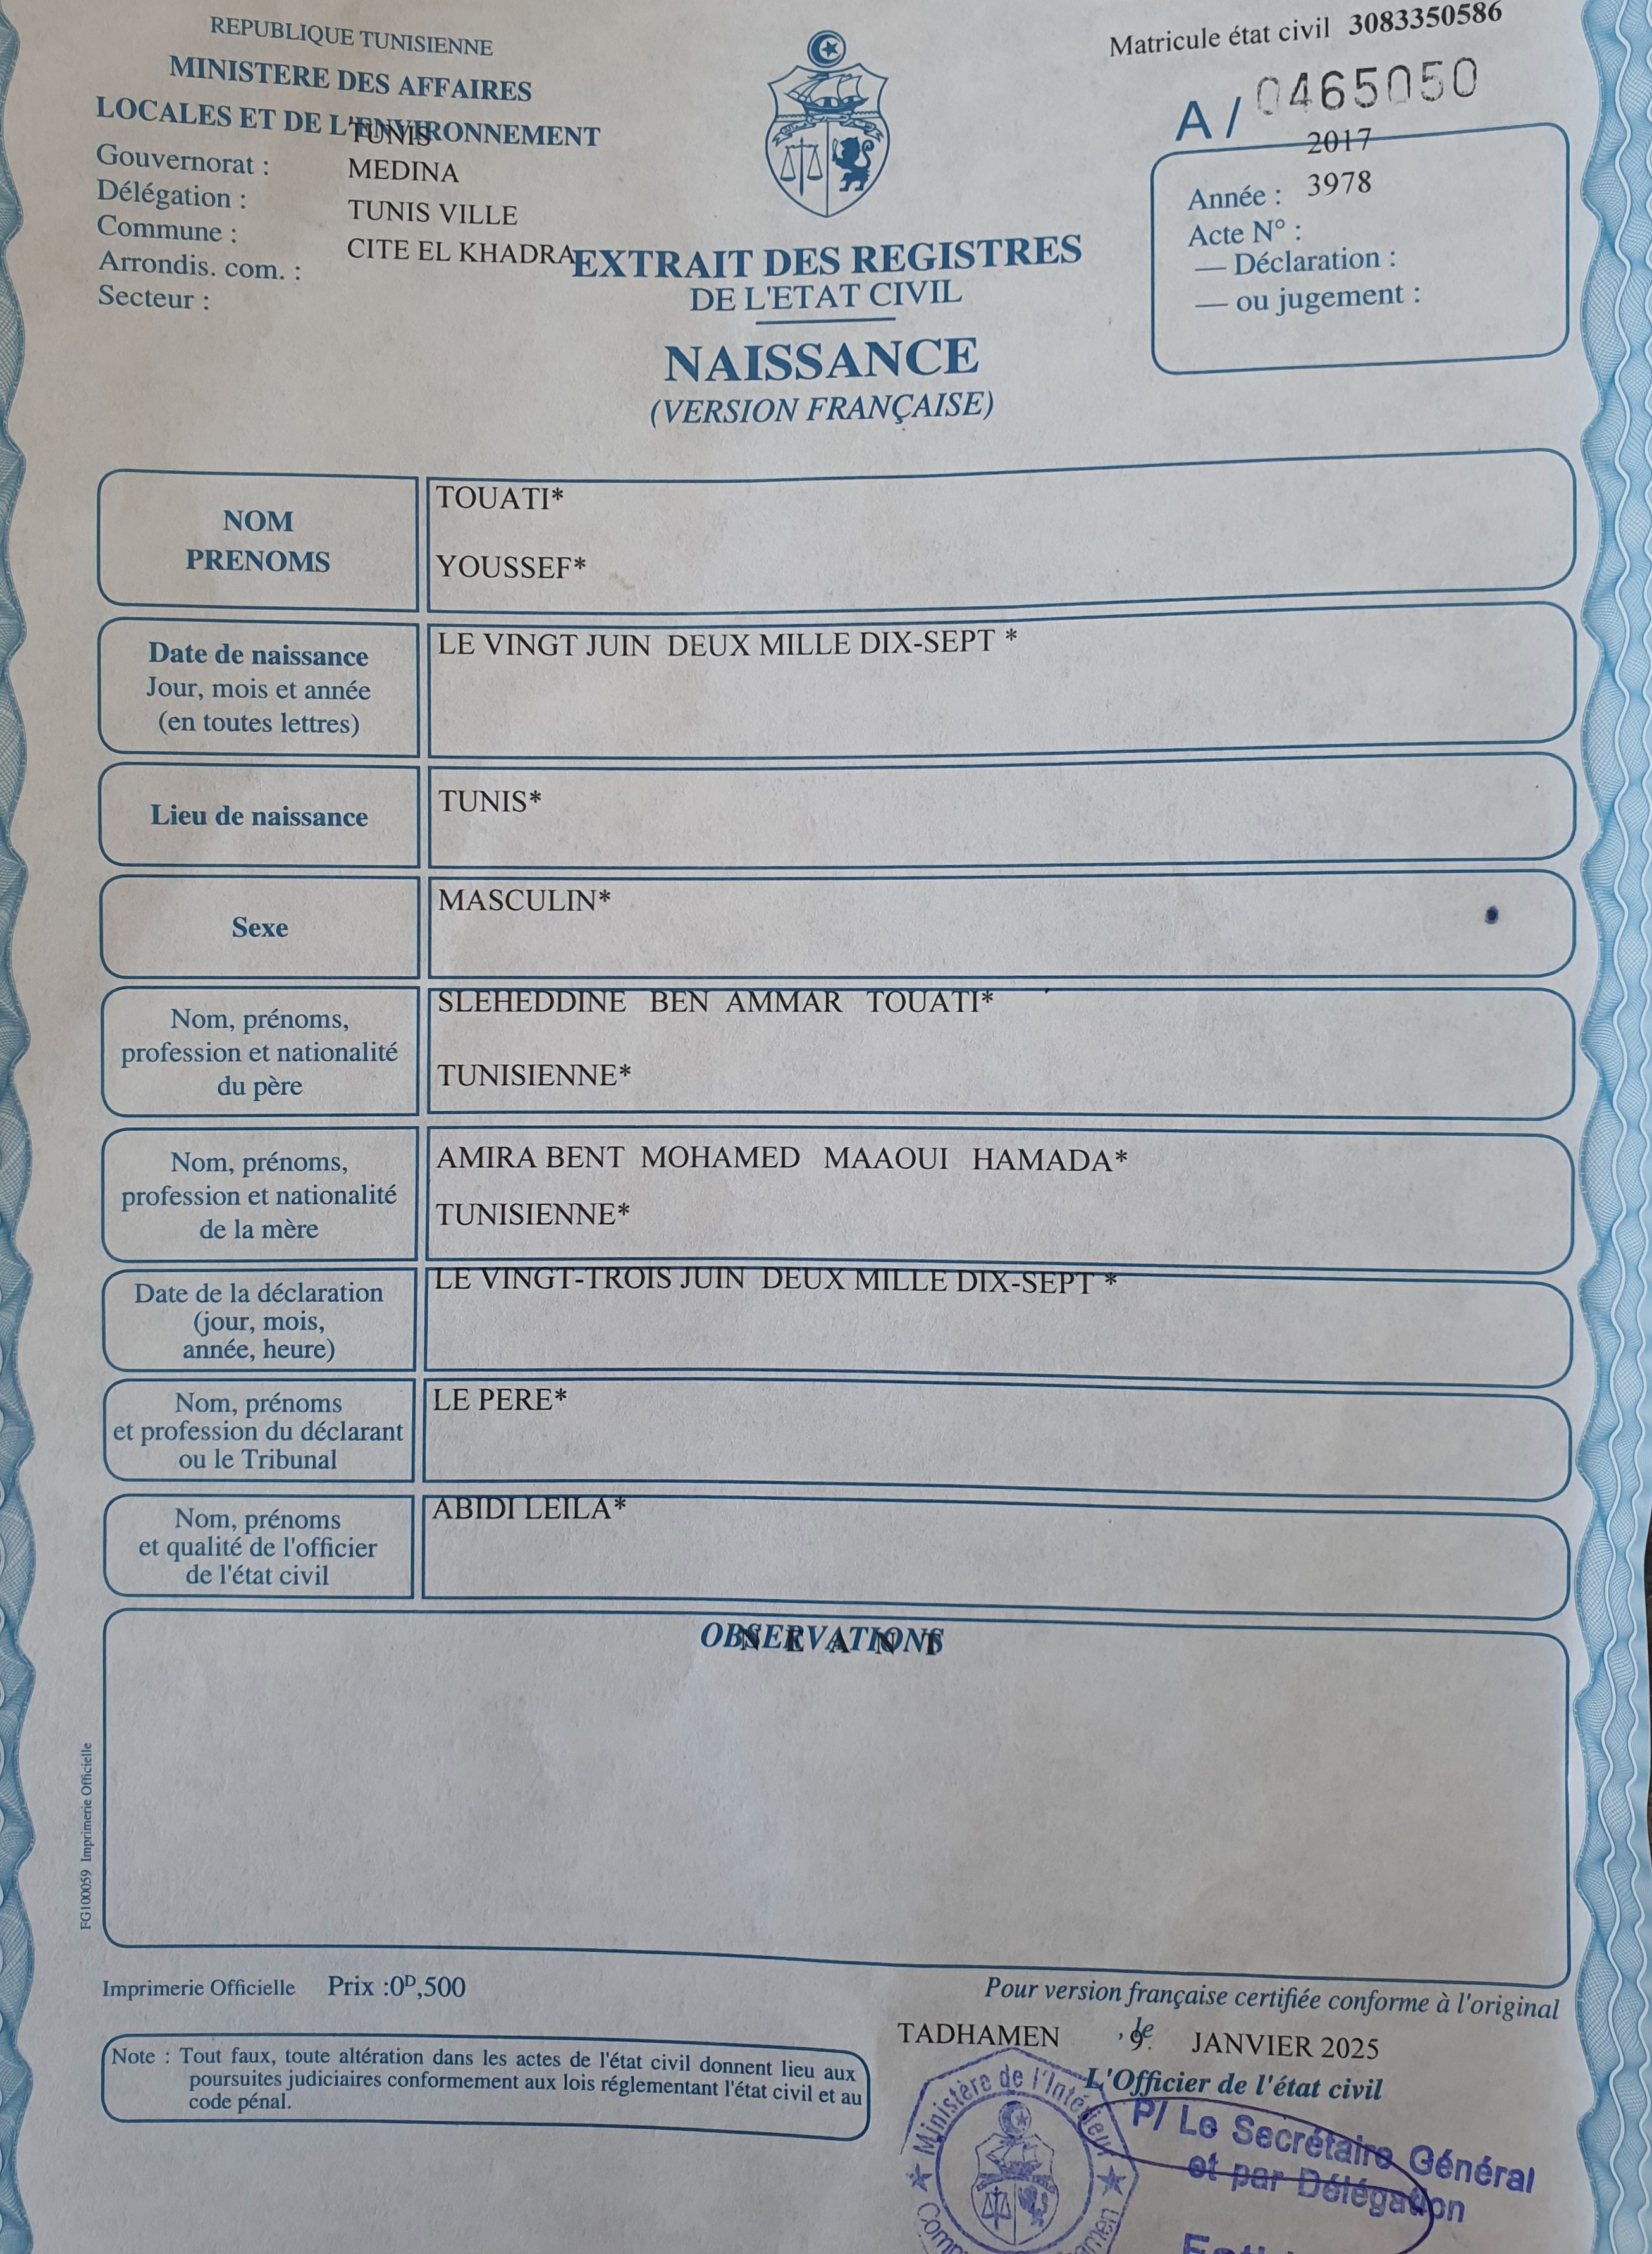 REPUBLIQUE TUNISIENNE
MINISTERE DES AFFAIRES
LOCALES ET DE L'ENVIRONNEMENT
Gouvernorat : TUNIS
Délégation : MEDINA
Commune : TUNIS VILLE
Arrondis. com. : CITE EL KHADRA
Secteur :
Matricule état civil 3083350586
A / 0465050
2017
Année : 3978
Acte N° :
— Déclaration :
— ou jugement :
EXTRAIT DES REGISTRES
DE L'ETAT CIVIL
NAISSANCE
(VERSION FRANÇAISE)
NOM
PRENOMS
TOUATI*
YOUSSEF*
Date de naissance
Jour, mois et année
(en toutes lettres)
LE VINGT JUIN DEUX MILLE DIX-SEPT *
Lieu de naissance
TUNIS*
Sexe
MASCULIN*
Nom, prénoms,
profession et nationalité
du père
SLEHEDDINE BEN AMMAR TOUATI*
TUNISIENNE*
Nom, prénoms,
profession et nationalité
de la mère
AMIRA BENT MOHAMED MAAOUI HAMADA*
TUNISIENNE*
Date de la déclaration
(jour, mois,
année, heure)
LE VINGT-TROIS JUIN DEUX MILLE DIX-SEPT *
Nom, prénoms
et profession du déclarant
ou le Tribunal
LE PERE*
Nom, prénoms
et qualité de l'officier
de l'état civil
ABIDI LEILA*
OBSERVATIONS
N E A N T
FG100059 Imprimerie Officielle
Imprimerie Officielle Prix :0ᴰ,500
Note : Tout faux, toute altération dans les actes de l'état civil donnent lieu aux
poursuites judiciaires conformement aux lois réglementant l'état civil et au
code pénal.
Pour version française certifiée conforme à l'original
TADHAMEN , le 9. JANVIER 2025
L'Officier de l'état civil
Ministère de l'Intérieur
P/ Le Secrétaire Général
et par Délégation